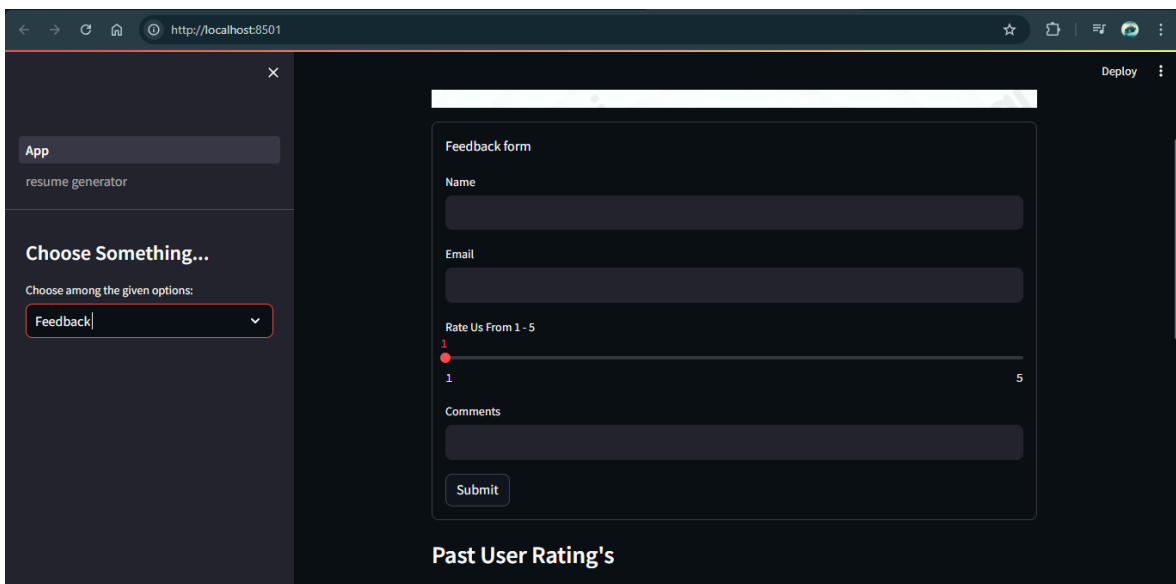 http://localhost:8501
Deploy
App
resume generator
Choose Something...
Choose among the given options:
Feedback
Feedback form
Name
Email
Rate Us From 1 - 5
1
1
5
Comments
Submit
Past User Rating's